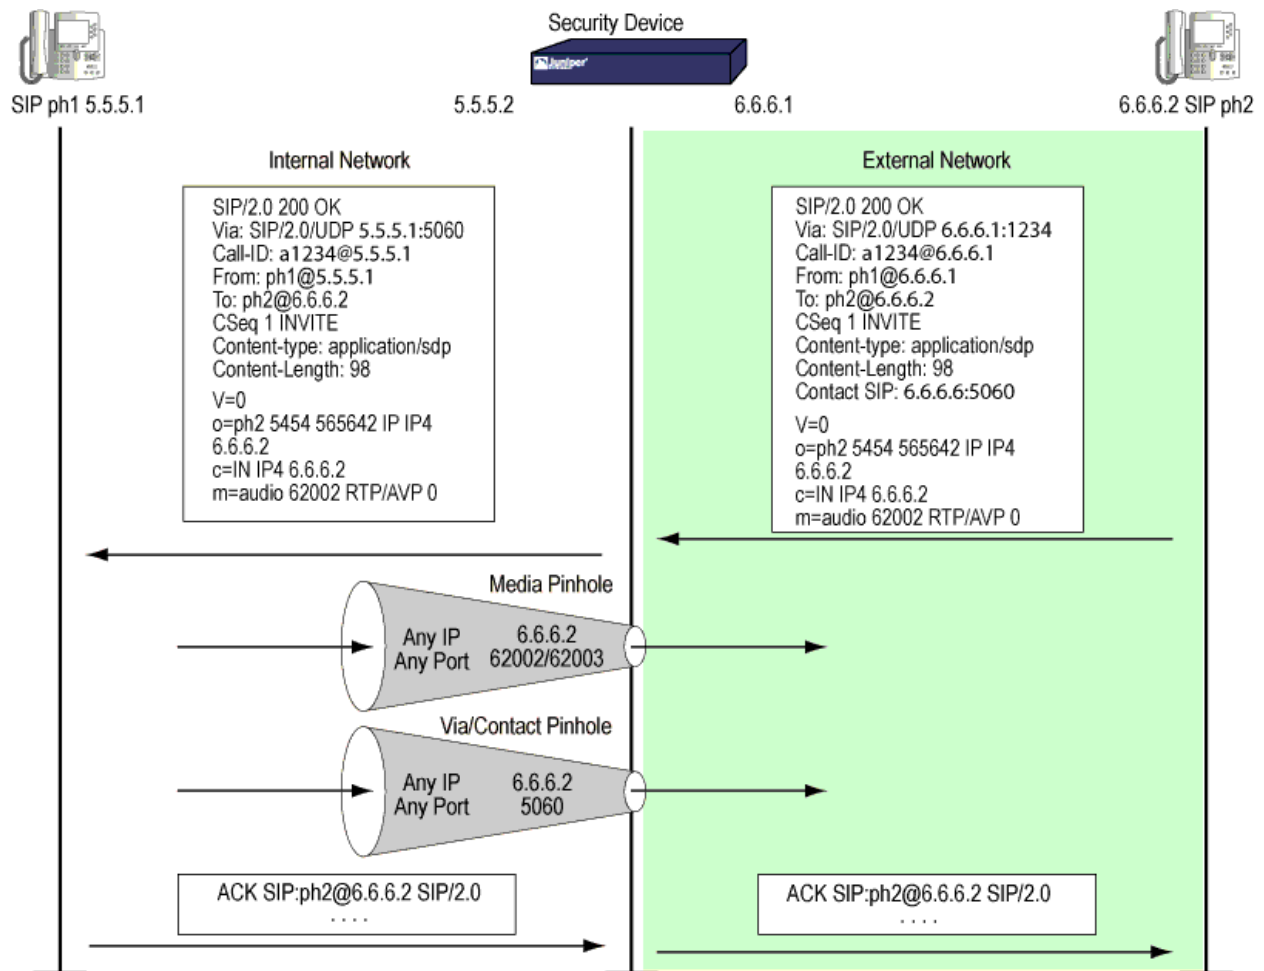 Security Device
Juniper
SIP ph1 5.5.5.1
5.5.5.2
6.6.6.1
6.6.6.2 SIP ph2
Internal Network
SIP/2.0 200 OK
Via: SIP/2.0/UDP 5.5.5.1:5060
Call-ID: a1234@5.5.5.1
From: ph1@5.5.5.1
To: ph2@6.6.6.2
CSeq 1 INVITE
Content-type: application/sdp
Content-Length: 98
V=0
o=ph2 5454 565642 IP IP4
6.6.6.2
c=IN IP4 6.6.6.2
m=audio 62002 RTP/AVP 0
External Network
SIP/2.0 200 OK
Via: SIP/2.0/UDP 6.6.6.1:1234
Call-ID: a1234@6.6.6.1
From: ph1@6.6.6.1
To: ph2@6.6.6.2
CSeq 1 INVITE
Content-type: application/sdp
Content-Length: 98
Contact SIP: 6.6.6.6:5060
V=0
o=ph2 5454 565642 IP IP4
6.6.6.2
c=IN IP4 6.6.6.2
m=audio 62002 RTP/AVP 0
Media Pinhole
Any IP
Any Port
6.6.6.2
62002/62003
Via/Contact Pinhole
Any IP
Any Port
6.6.6.2
5060
ACK SIP:ph2@6.6.6.2 SIP/2.0
. . . .
ACK SIP:ph2@6.6.6.2 SIP/2.0
. . . .